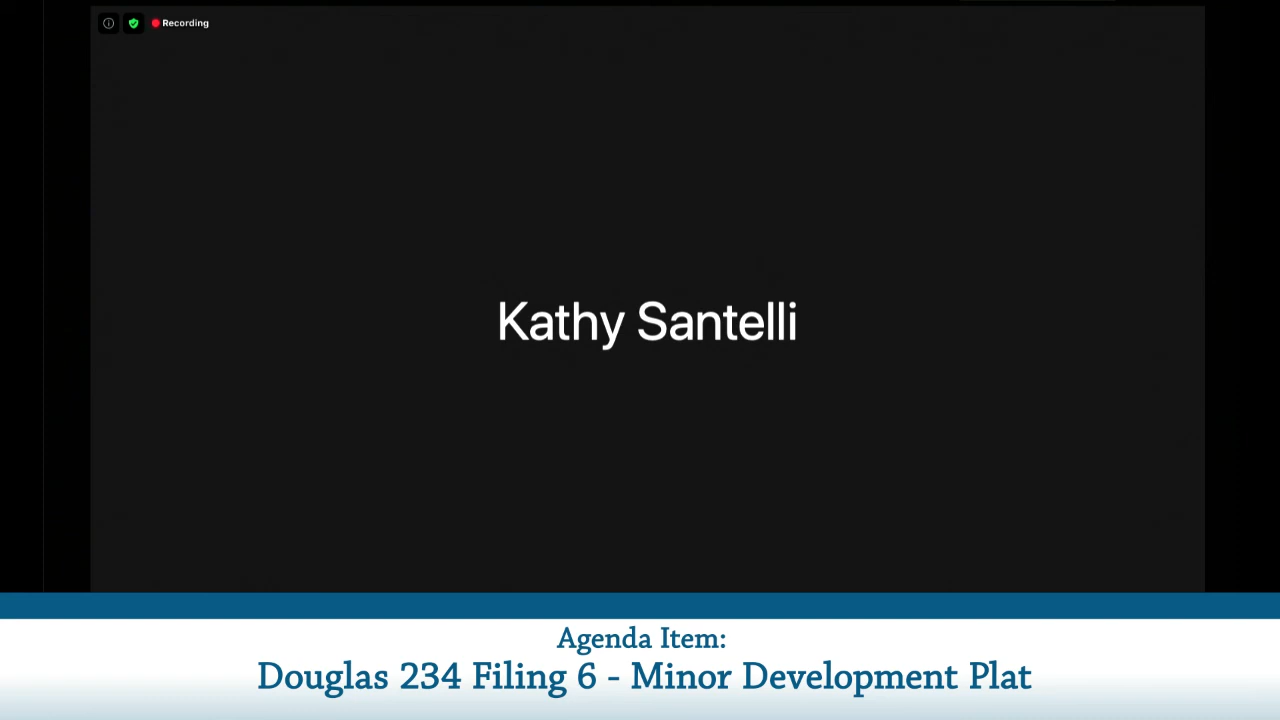 Recording
Kathy Santelli
Agenda Item:
Douglas 234 Filing 6 - Minor Development Plat